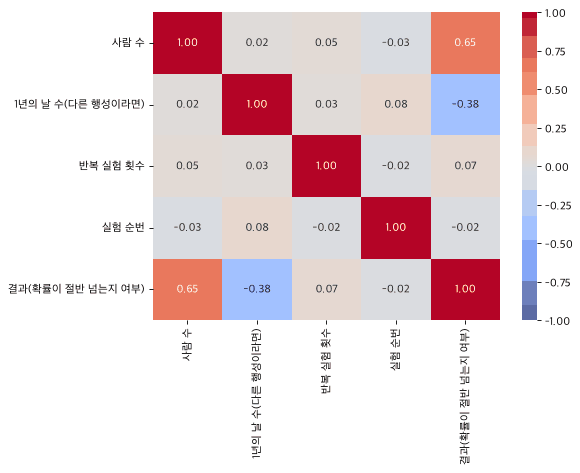 사람 수 1.00 0.02 0.05 -0.03 0.65
1년의 날 수(다른 행성이라면) 0.02 1.00 0.03 0.08 -0.38
반복 실험 횟수 0.05 0.03 1.00 -0.02 0.07
실험 순번 -0.03 0.08 -0.02 1.00 -0.02
결과(확률이 절반 넘는지 여부) 0.65 -0.38 0.07 -0.02 1.00
사람 수
1년의 날 수(다른 행성이라면)
반복 실험 횟수
실험 순번
결과(확률이 절반 넘는지 여부)
1.00
0.75
0.50
0.25
0.00
-0.25
-0.50
-0.75
-1.00